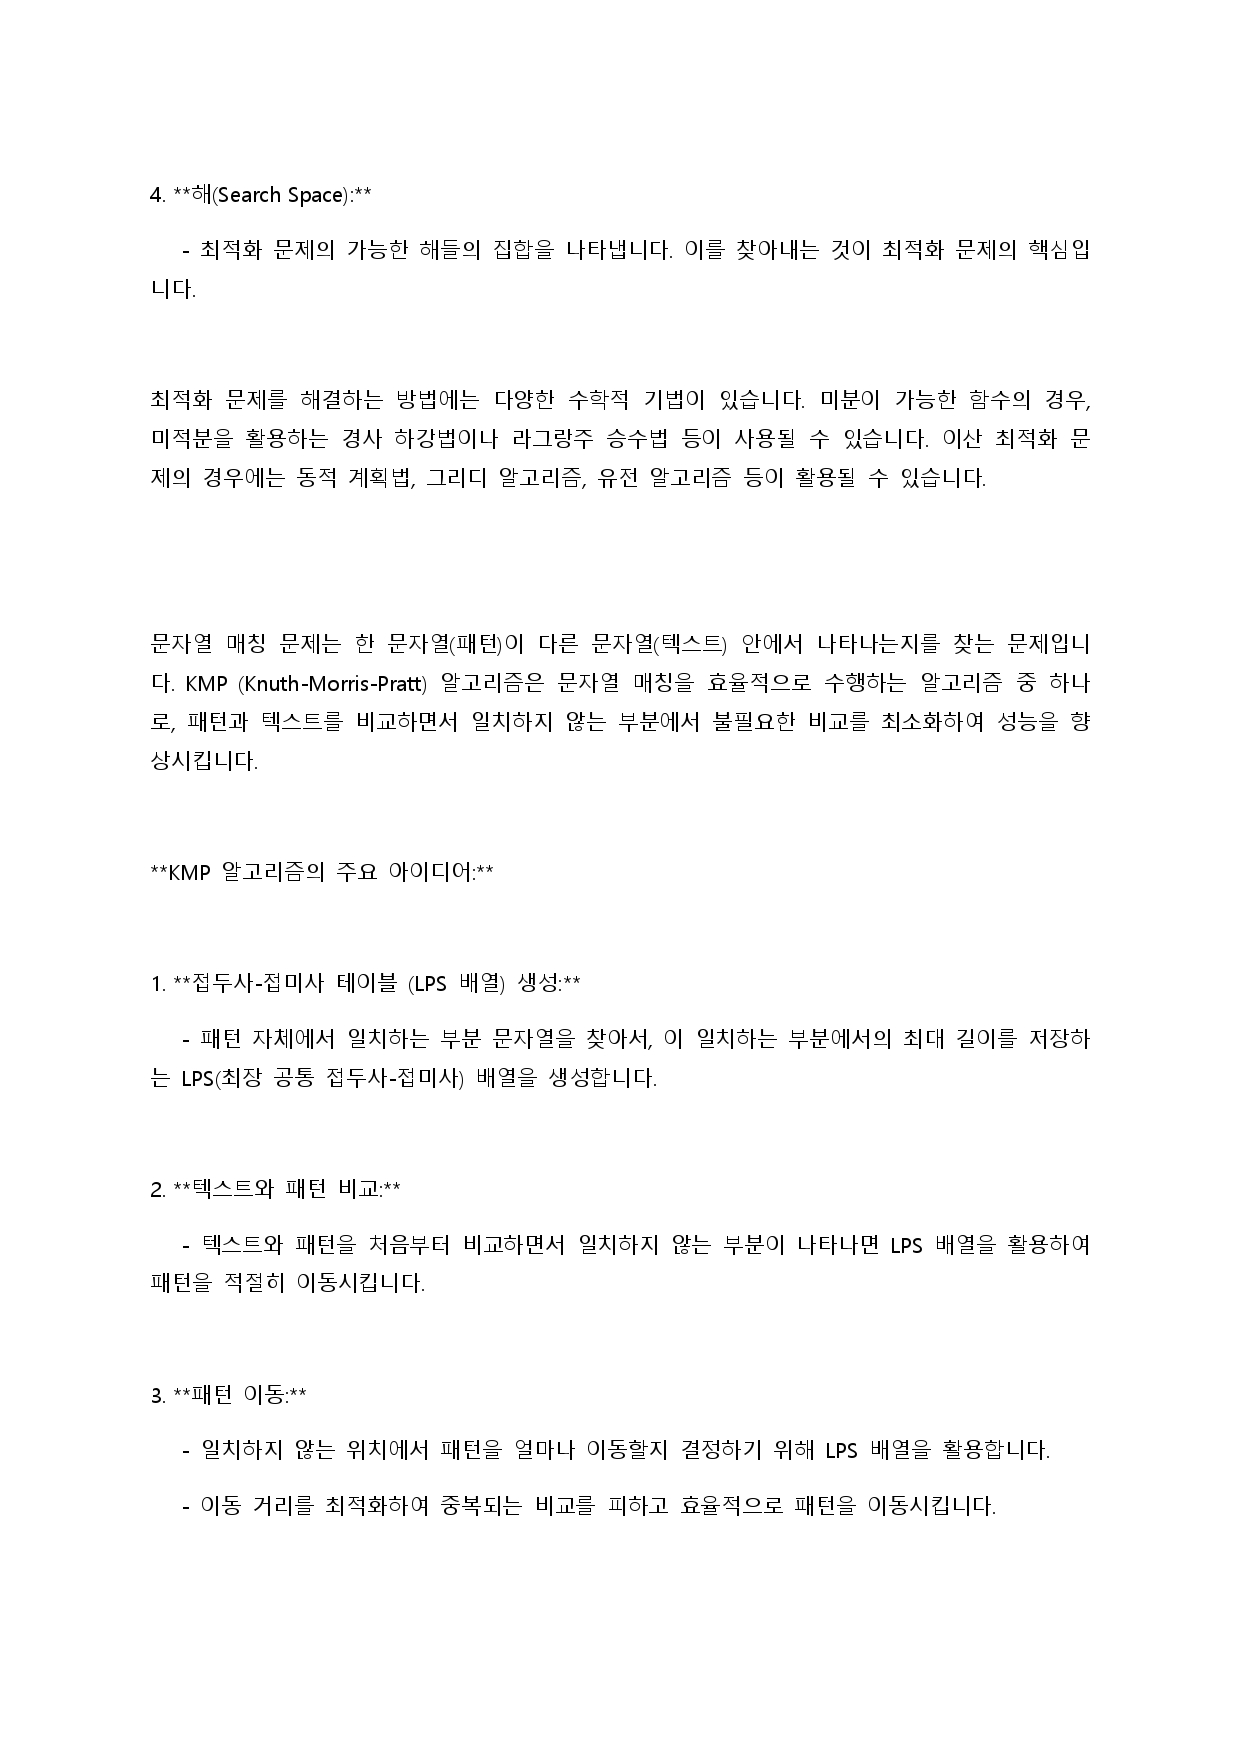 4. **해(Search Space):**
- 최적화 문제의 가능한 해들의 집합을 나타냅니다. 이를 찾아내는 것이 최적화 문제의 핵심입
니다.
최적화 문제를 해결하는 방법에는 다양한 수학적 기법이 있습니다. 미분이 가능한 함수의 경우,
미적분을 활용하는 경사 하강법이나 라그랑주 승수법 등이 사용될 수 있습니다. 이산 최적화 문
제의 경우에는 동적 계획법, 그리디 알고리즘, 유전 알고리즘 등이 활용될 수 있습니다.
문자열 매칭 문제는 한 문자열(패턴)이 다른 문자열(텍스트) 안에서 나타나는지를 찾는 문제입니
다. KMP (Knuth-Morris-Pratt) 알고리즘은 문자열 매칭을 효율적으로 수행하는 알고리즘 중 하나
로, 패턴과 텍스트를 비교하면서 일치하지 않는 부분에서 불필요한 비교를 최소화하여 성능을 향
상시킵니다.
**KMP 알고리즘의 주요 아이디어:**
1. **접두사-접미사 테이블 (LPS 배열) 생성:**
- 패턴 자체에서 일치하는 부분 문자열을 찾아서, 이 일치하는 부분에서의 최대 길이를 저장하
는 LPS(최장 공통 접두사-접미사) 배열을 생성합니다.
2. **텍스트와 패턴 비교:**
- 텍스트와 패턴을 처음부터 비교하면서 일치하지 않는 부분이 나타나면 LPS 배열을 활용하여
패턴을 적절히 이동시킵니다.
3. **패턴 이동:**
- 일치하지 않는 위치에서 패턴을 얼마나 이동할지 결정하기 위해 LPS 배열을 활용합니다.
- 이동 거리를 최적화하여 중복되는 비교를 피하고 효율적으로 패턴을 이동시킵니다.